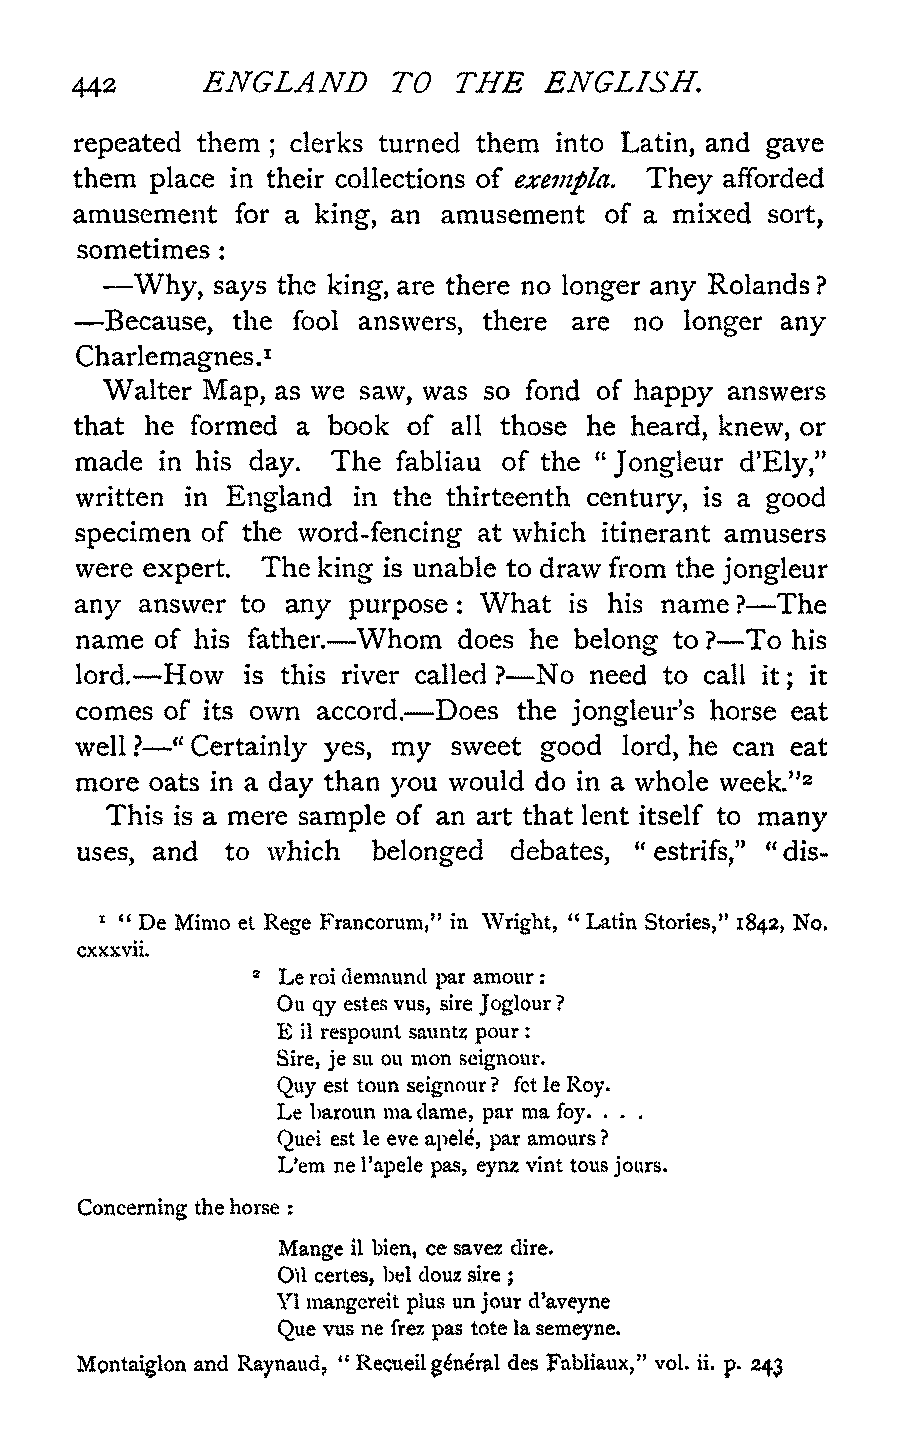 442 ENGLAND TO THE ENGLISH.
repeated them ; clerks turned them into Latin, and gave
them place in their collections of exempla. They afforded
amusement for a king, an amusement of a mixed sort,
sometimes :
—Why, says the king, are there no longer any Rolands ?
—Because, the fool answers, there are no longer any
Charlemagnes.¹
Walter Map, as we saw, was so fond of happy answers
that he formed a book of all those he heard, knew, or
made in his day. The fabliau of the “ Jongleur d’Ely,”
written in England in the thirteenth century, is a good
specimen of the word-fencing at which itinerant amusers
were expert. The king is unable to draw from the jongleur
any answer to any purpose : What is his name ?—The
name of his father.—Whom does he belong to ?—To his
lord.—How is this river called ?—No need to call it ; it
comes of its own accord.—Does the jongleur’s horse eat
well ?—“ Certainly yes, my sweet good lord, he can eat
more oats in a day than you would do in a whole week.”²
This is a mere sample of an art that lent itself to many
uses, and to which belonged debates, “ estrifs,” “ dis-
¹ “ De Mimo et Rege Francorum,” in Wright, “ Latin Stories,” 1842, No.
cxxxvii.
² Le roi demaund par amour :
Ou qy estes vus, sire Joglour ?
E il respount sauntz pour :
Sire, je su ou mon seignour.
Quy est toun seignour ? fet le Roy.
Le baroun ma dame, par ma foy. . . .
Quei est le eve apelé, par amours ?
L’em ne l’apele pas, eynz vint tous jours.
Concerning the horse :
Mange il bien, ce savez dire.
Oïl certes, bel douz sire ;
Yl mangereit plus un jour d’aveyne
Que vus ne frez pas tote la semeyne.
Montaiglon and Raynaud, “ Recueil général des Fabliaux,” vol. ii. p. 243